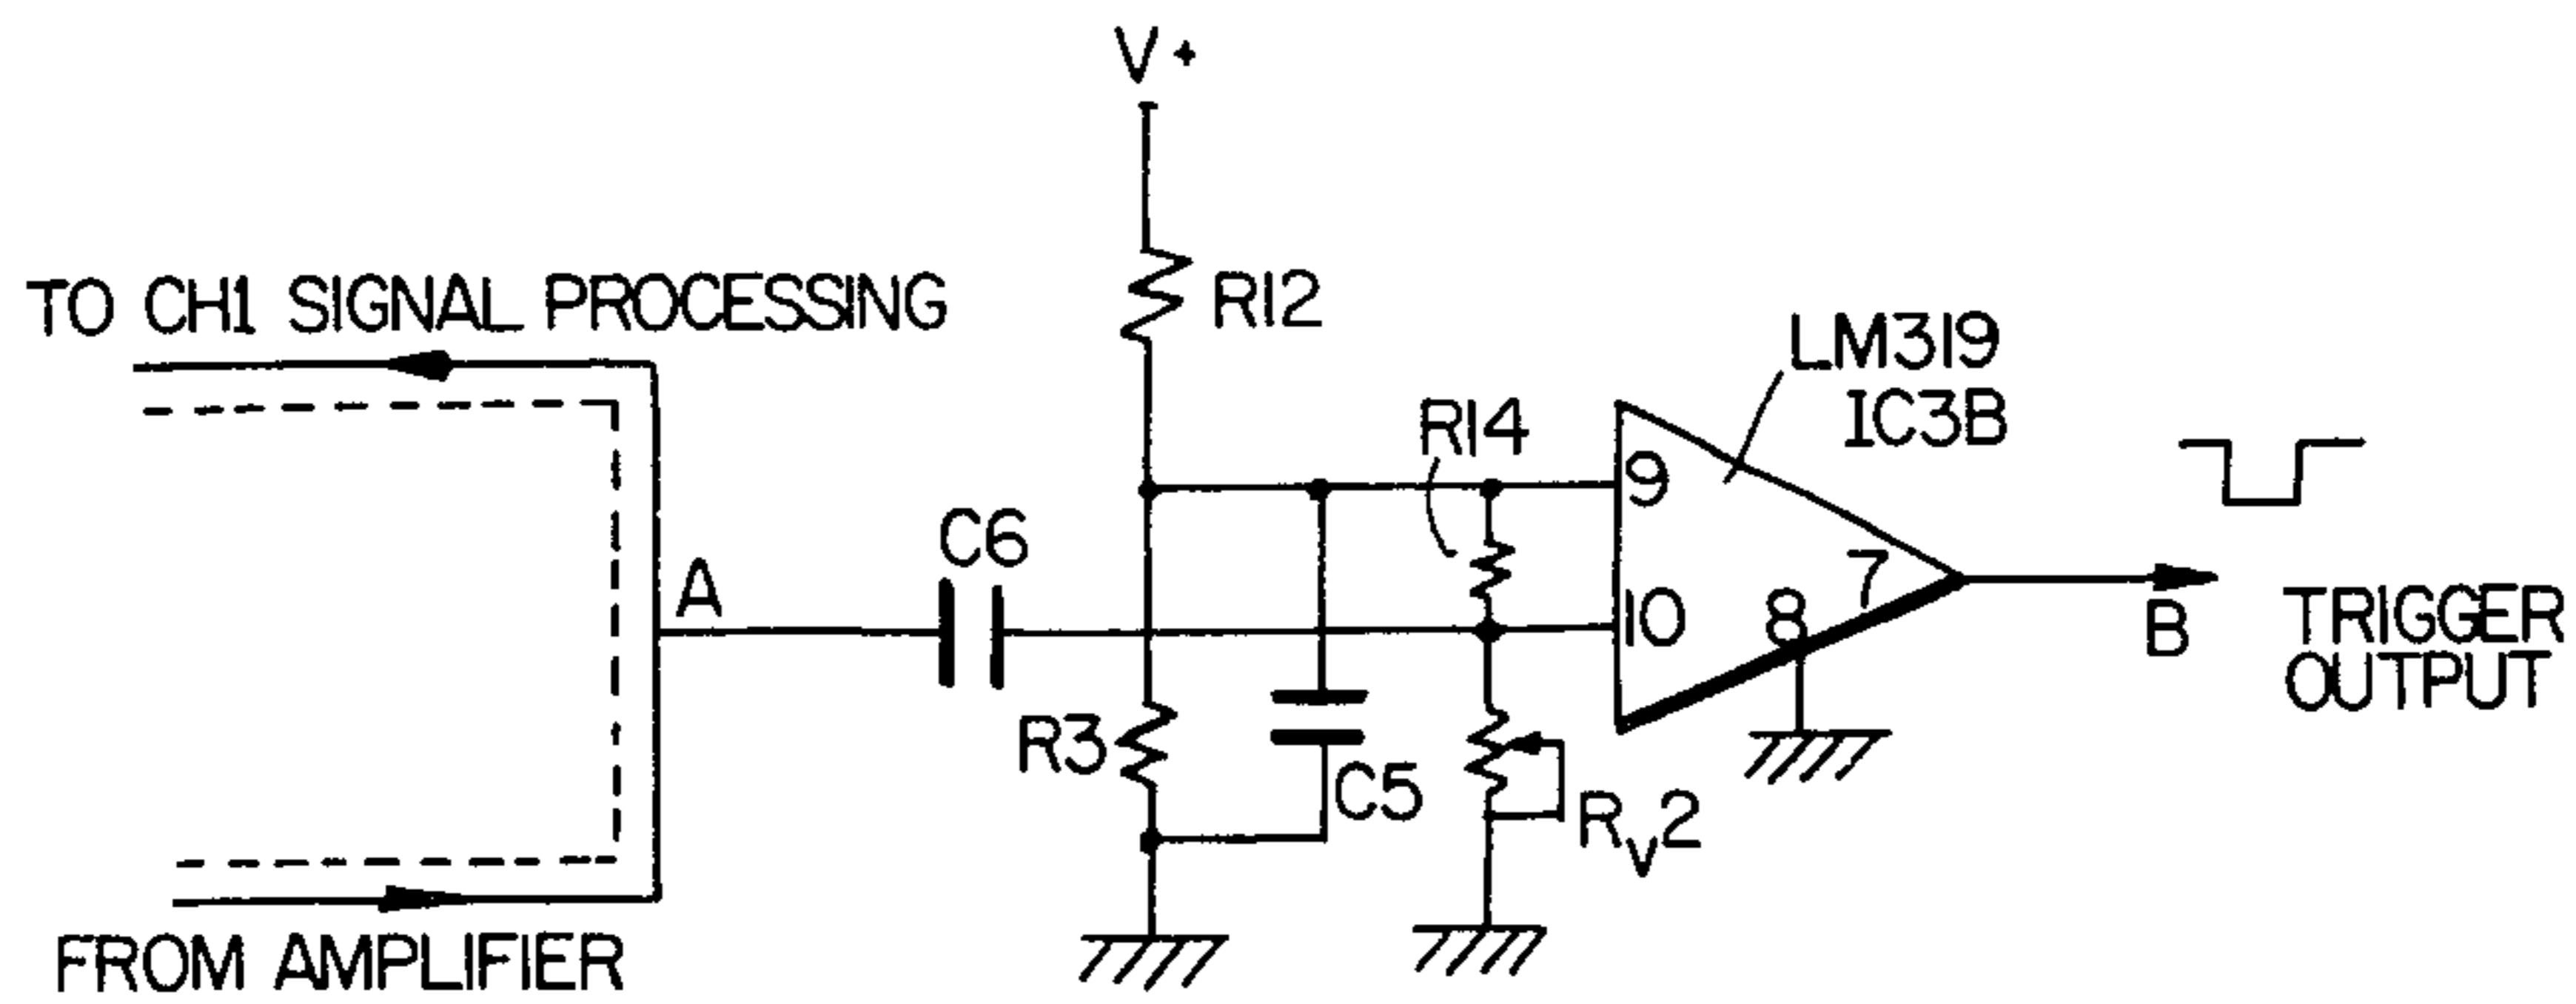 V+
R12
TO CH1 SIGNAL PROCESSING
LM319
IC3B
R14
9
C6
A
10
8
7
B
TRIGGER
OUTPUT
R3
C5
Rv2
FROM AMPLIFIER